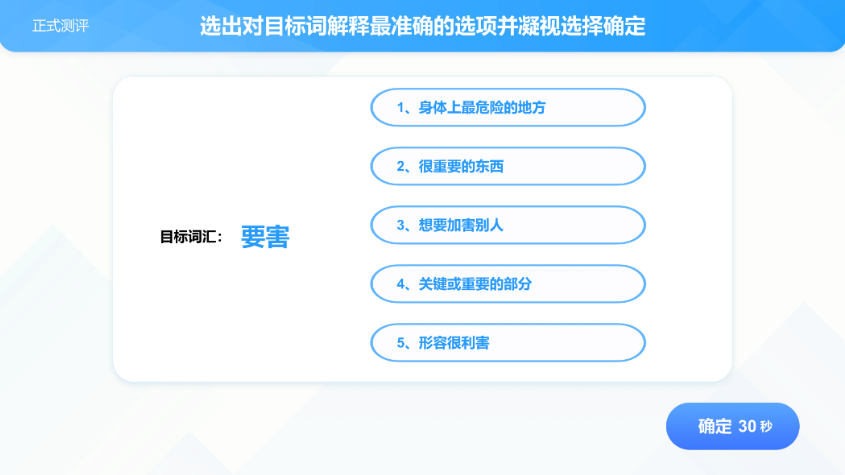 正式测评
选出对目标词解释最准确的选项并凝视选择确定
1、身体上最危险的地方
2、很重要的东西
目标词汇： 要害
3、想要加害别人
4、关键或重要的部分
5、形容很利害
确定 30 秒